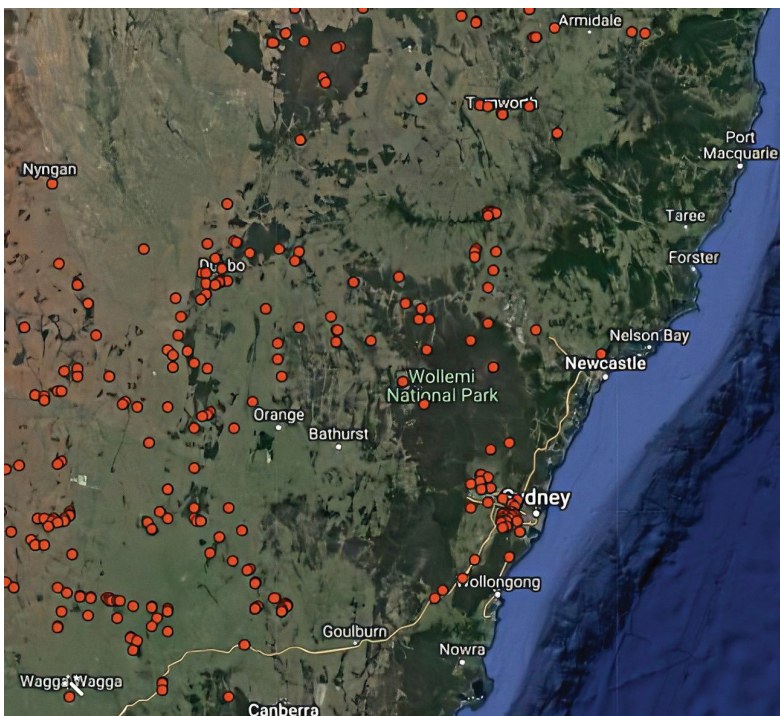 Armidale
Tamworth
Port
Macquarie
Nyngan
Taree
Forster
Dubbo
Nelson Bay
Newcastle
Wollemi
National Park
Orange
Bathurst
Sydney
Wollongong
Goulburn
Nowra
Wagga Wagga
Canberra